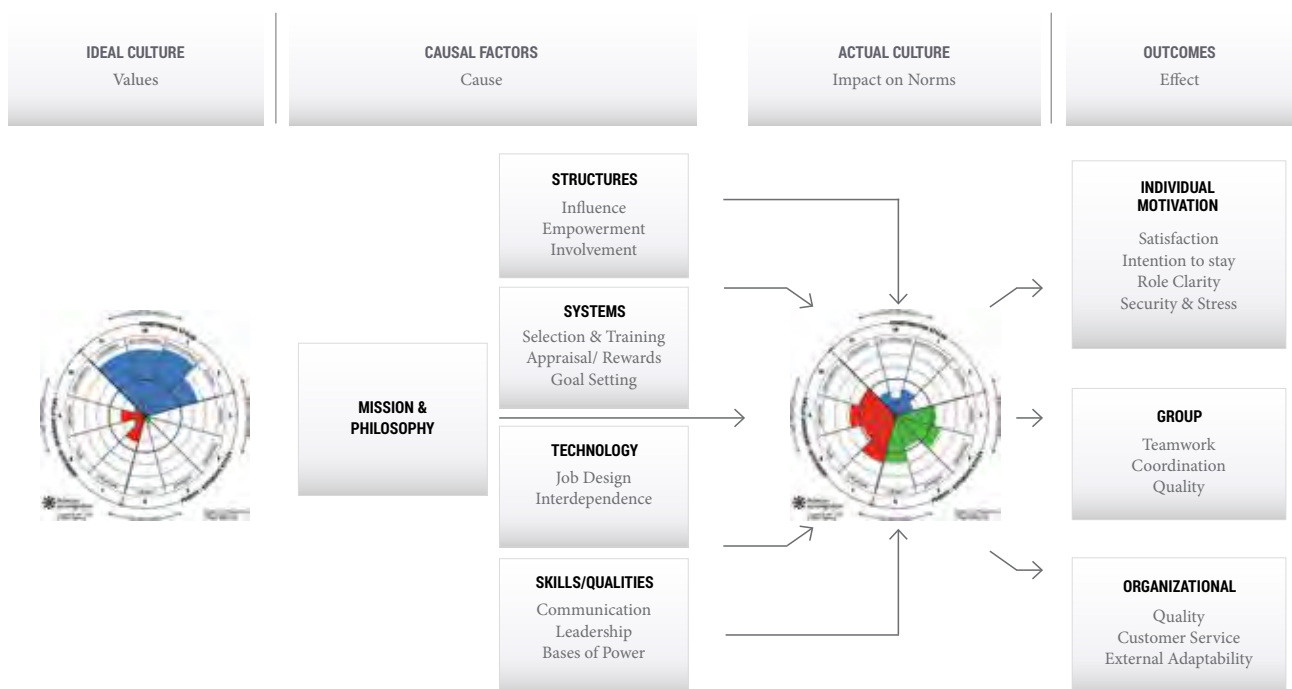 IDEAL CULTURE
Values
CAUSAL FACTORS
Cause
ACTUAL CULTURE
Impact on Norms
OUTCOMES
Effect
MISSION &
PHILOSOPHY
STRUCTURES
Influence
Empowerment
Involvement
SYSTEMS
Selection & Training
Appraisal/ Rewards
Goal Setting
TECHNOLOGY
Job Design
Interdependence
SKILLS/QUALITIES
Communication
Leadership
Bases of Power
INDIVIDUAL
MOTIVATION
Satisfaction
Intention to stay
Role Clarity
Security & Stress
GROUP
Teamwork
Coordination
Quality
ORGANIZATIONAL
Quality
Customer Service
External Adaptability